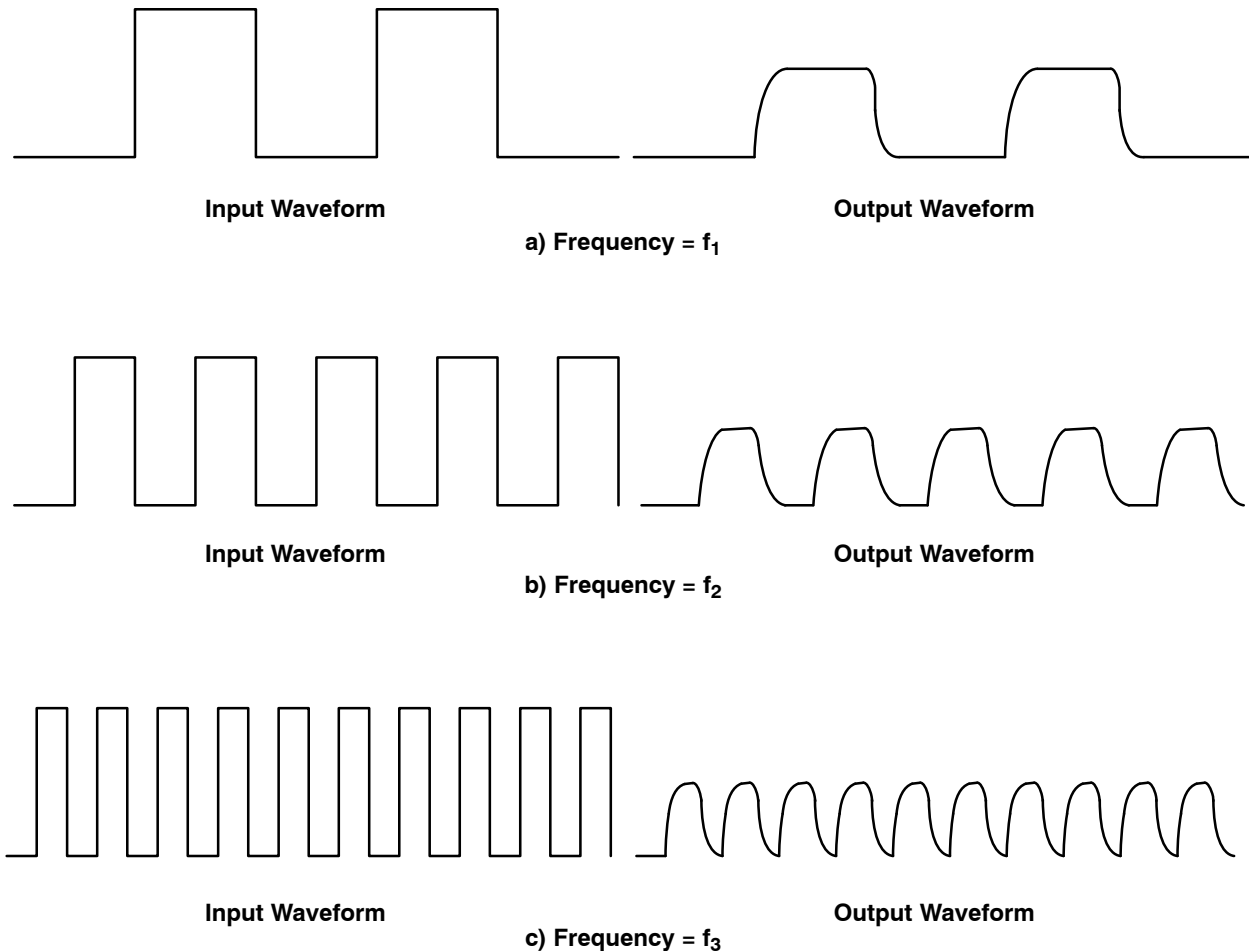 Input Waveform
Output Waveform
a) Frequency = f1
Input Waveform
Output Waveform
b) Frequency = f2
Input Waveform
Output Waveform
c) Frequency = f3